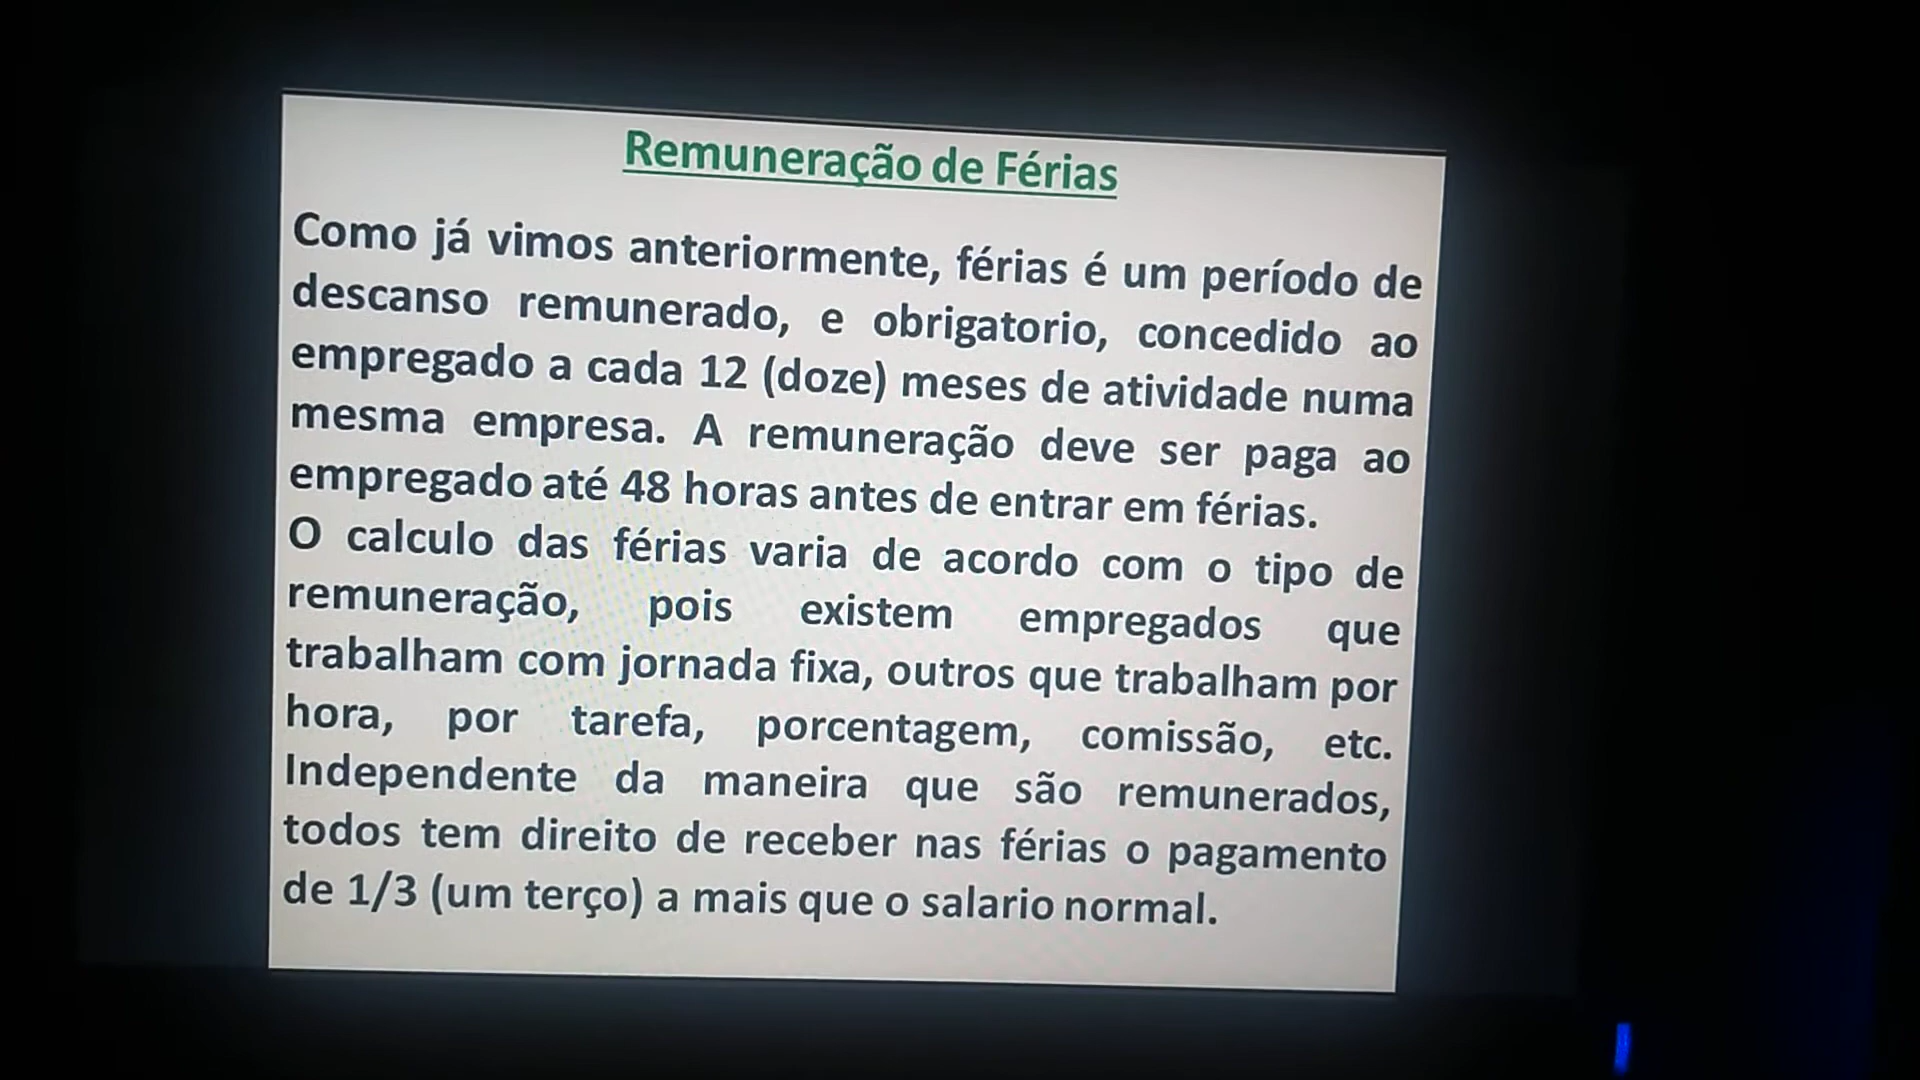 Remuneração de Férias
Como já vimos anteriormente, férias é um período de
descanso remunerado, e obrigatorio, concedido ao
empregado a cada 12 (doze) meses de atividade numa
mesma empresa. A remuneração deve ser paga ao
empregado até 48 horas antes de entrar em férias.
O calculo das férias varia de acordo com o tipo de
remuneração, pois existem empregados que
trabalham com jornada fixa, outros que trabalham por
hora, por tarefa, porcentagem, comissão, etc.
Independente da maneira que são remunerados,
todos tem direito de receber nas férias o pagamento
de 1/3 (um terço) a mais que o salario normal.